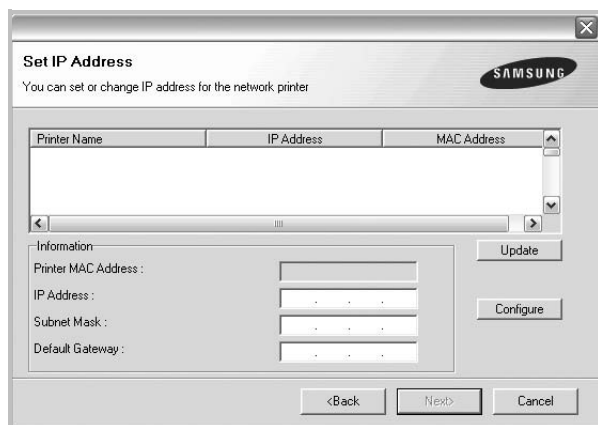 Set IP Address
You can set or change IP address for the network printer
SAMSUNG
Printer Name IP Address MAC Address
Information
Update
Printer MAC Address :
IP Address : . . .
Configure
Subnet Mask : . . .
Default Gateway : . . .
<Back Next> Cancel